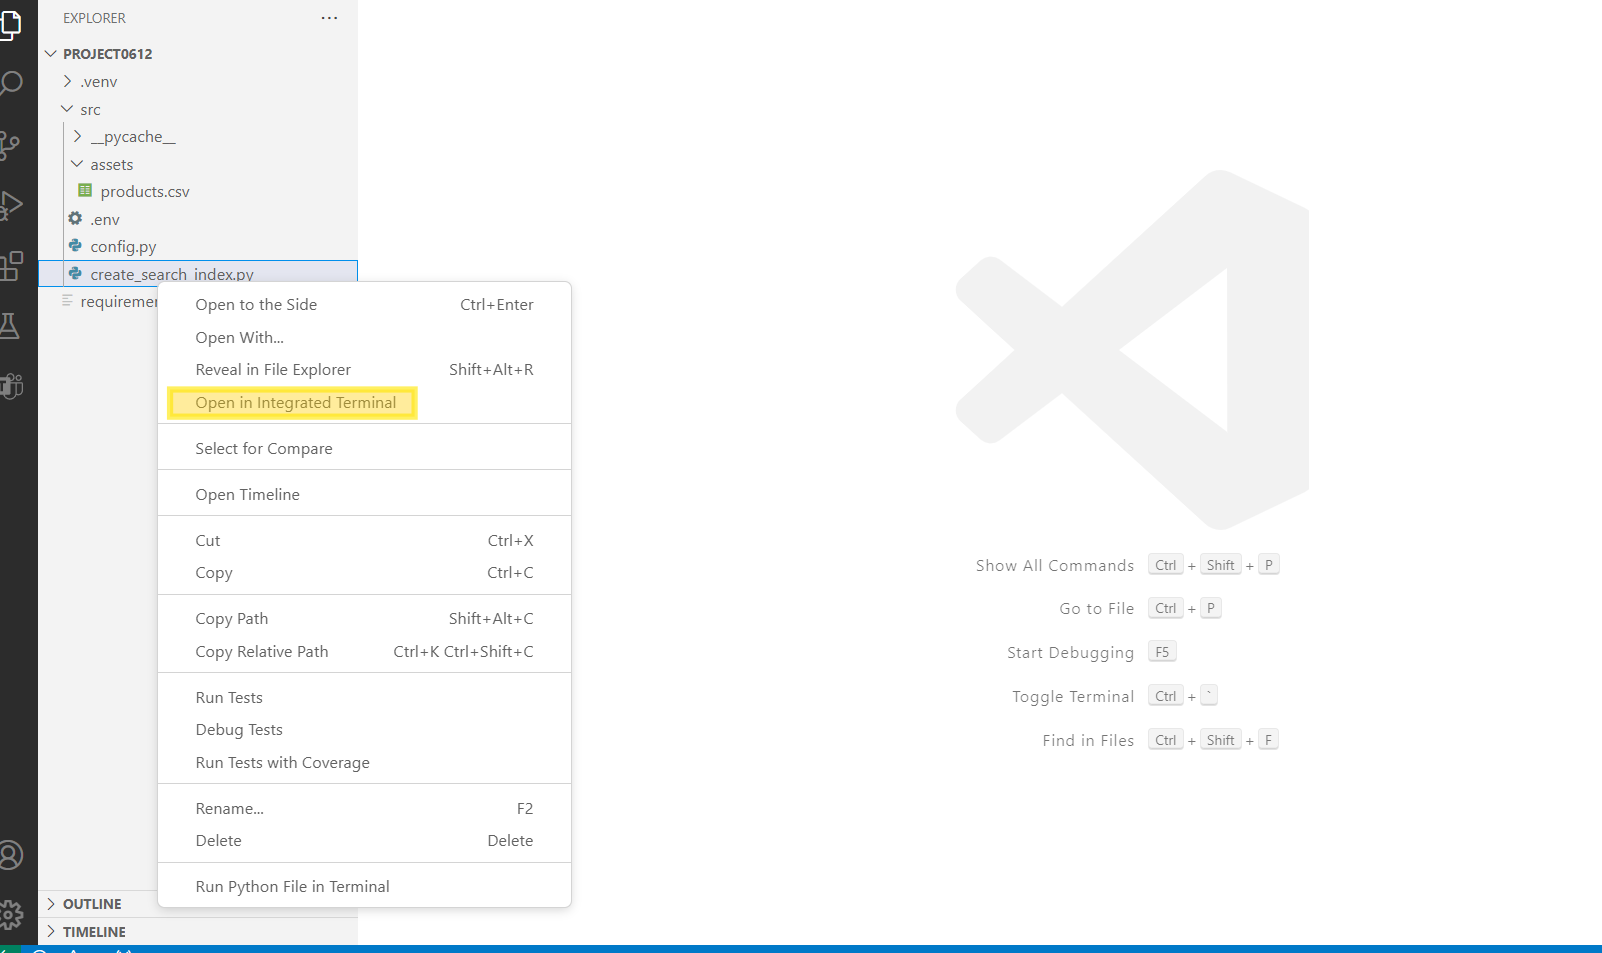 EXPLORER ...
PROJECT0612
.venv
src
__pycache__
assets
products.csv
.env
config.py
create_search_index.py
Open to the Side Ctrl+Enter
Open With...
Reveal in File Explorer Shift+Alt+R
Open in Integrated Terminal
Select for Compare
Open Timeline
Cut Ctrl+X
Copy Ctrl+C
Copy Path Shift+Alt+C
Copy Relative Path Ctrl+K Ctrl+Shift+C
Run Tests
Debug Tests
Run Tests with Coverage
Rename... F2
Delete Delete
Run Python File in Terminal
OUTLINE
TIMELINE
Show All Commands Ctrl + Shift + P
Go to File Ctrl + P
Start Debugging F5
Toggle Terminal Ctrl + `
Find in Files Ctrl + Shift + F